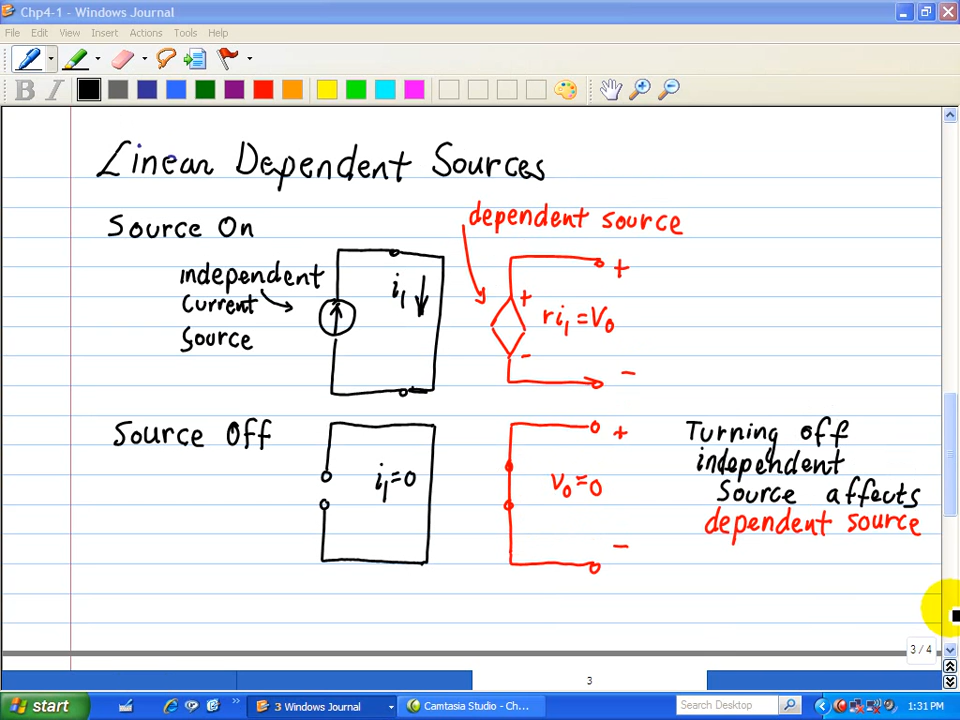 Chp4-1 - Windows Journal
File Edit View Insert Actions Tools Help
B I
Linear Dependent Sources
Source On
dependent source
independent
Current
Source
i₁
+
+
ri₁ = V₀
-
-
Source Off
i₁=0
+
v₀=0
-
Turning off
independent
Source affects
dependent source
3 / 4
3
start
3 Windows Journal
Camtasia Studio - Ch...
Search Desktop
1:31 PM